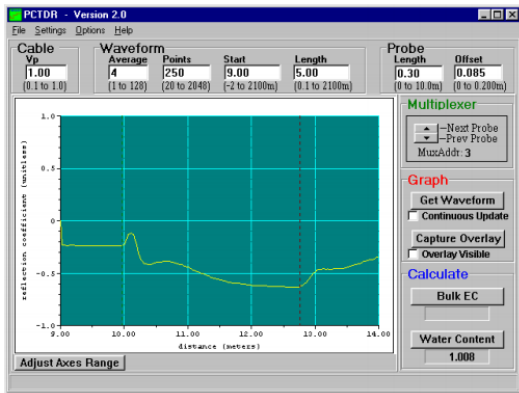 PCTDR - Version 2.0
File Settings Options Help
Cable
Vp
1.00
(0.1 to 1.0)
Waveform
Average Points Start Length
4 250 9.00 5.00
(1 to 128) (20 to 2048) (-2 to 2100m) (0.1 to 2100m)
Probe
Length Offset
0.30 0.085
(0 to 10.0m) (0 to 0.200m)
reflection coefficient (unitless)
1.0
0.5
0
-0.5
-1.0
9.00 10.00 11.00 12.00 13.00 14.00
distance (meters)
Adjust Axes Range
Multiplexer
Next Probe
Prev Probe
MuxAddr: 3
Graph
Get Waveform
Continuous Update
Capture Overlay
Overlay Visible
Calculate
Bulk EC
Water Content
1.008